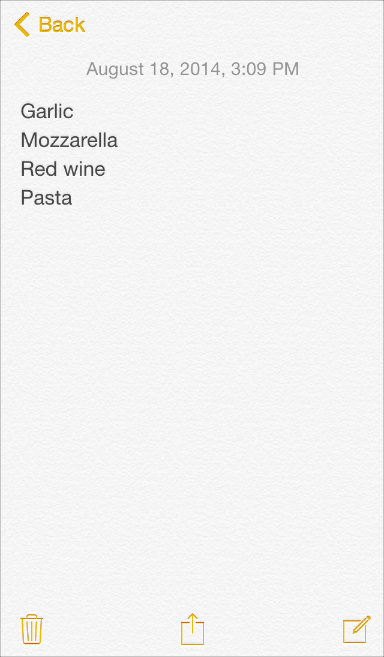 Back
August 18, 2014, 3:09 PM
Garlic
Mozzarella
Red wine
Pasta